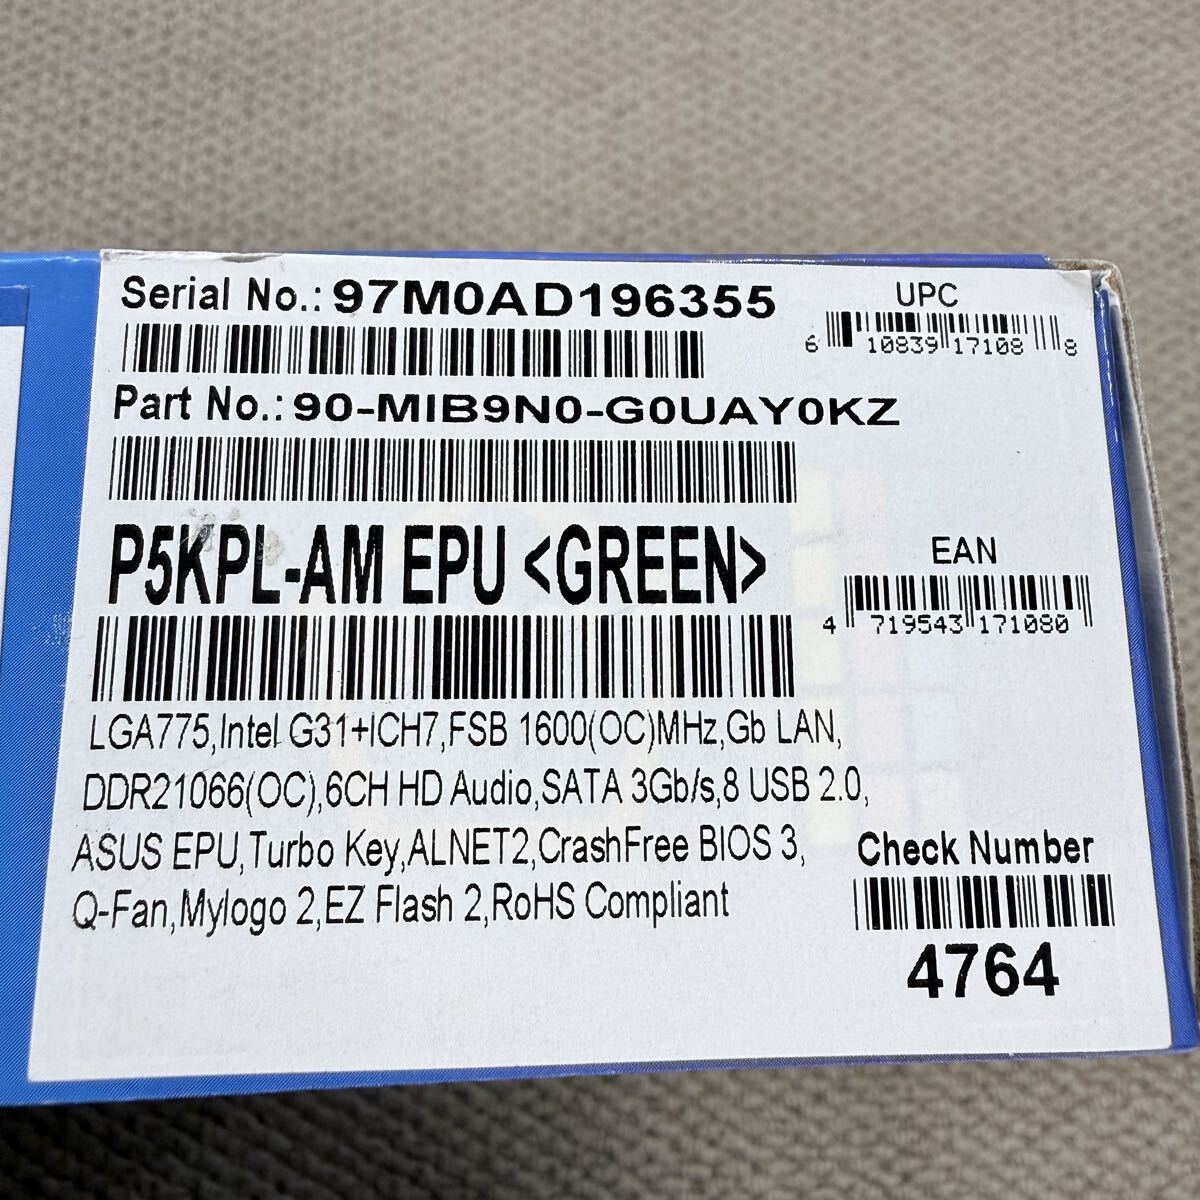 Serial No.: 97M0AD196355
UPC
6 10839 17108 8
Part No.: 90-MIB9N0-G0UAY0KZ
P5KPL-AM EPU <GREEN>
EAN
4 719543 171080
LGA775,Intel G31+ICH7,FSB 1600(OC)MHz,Gb LAN,
DDR21066(OC),6CH HD Audio,SATA 3Gb/s,8 USB 2.0,
ASUS EPU,Turbo Key,ALNET2,CrashFree BIOS 3,
Q-Fan,Mylogo 2,EZ Flash 2,RoHS Compliant
Check Number
4764